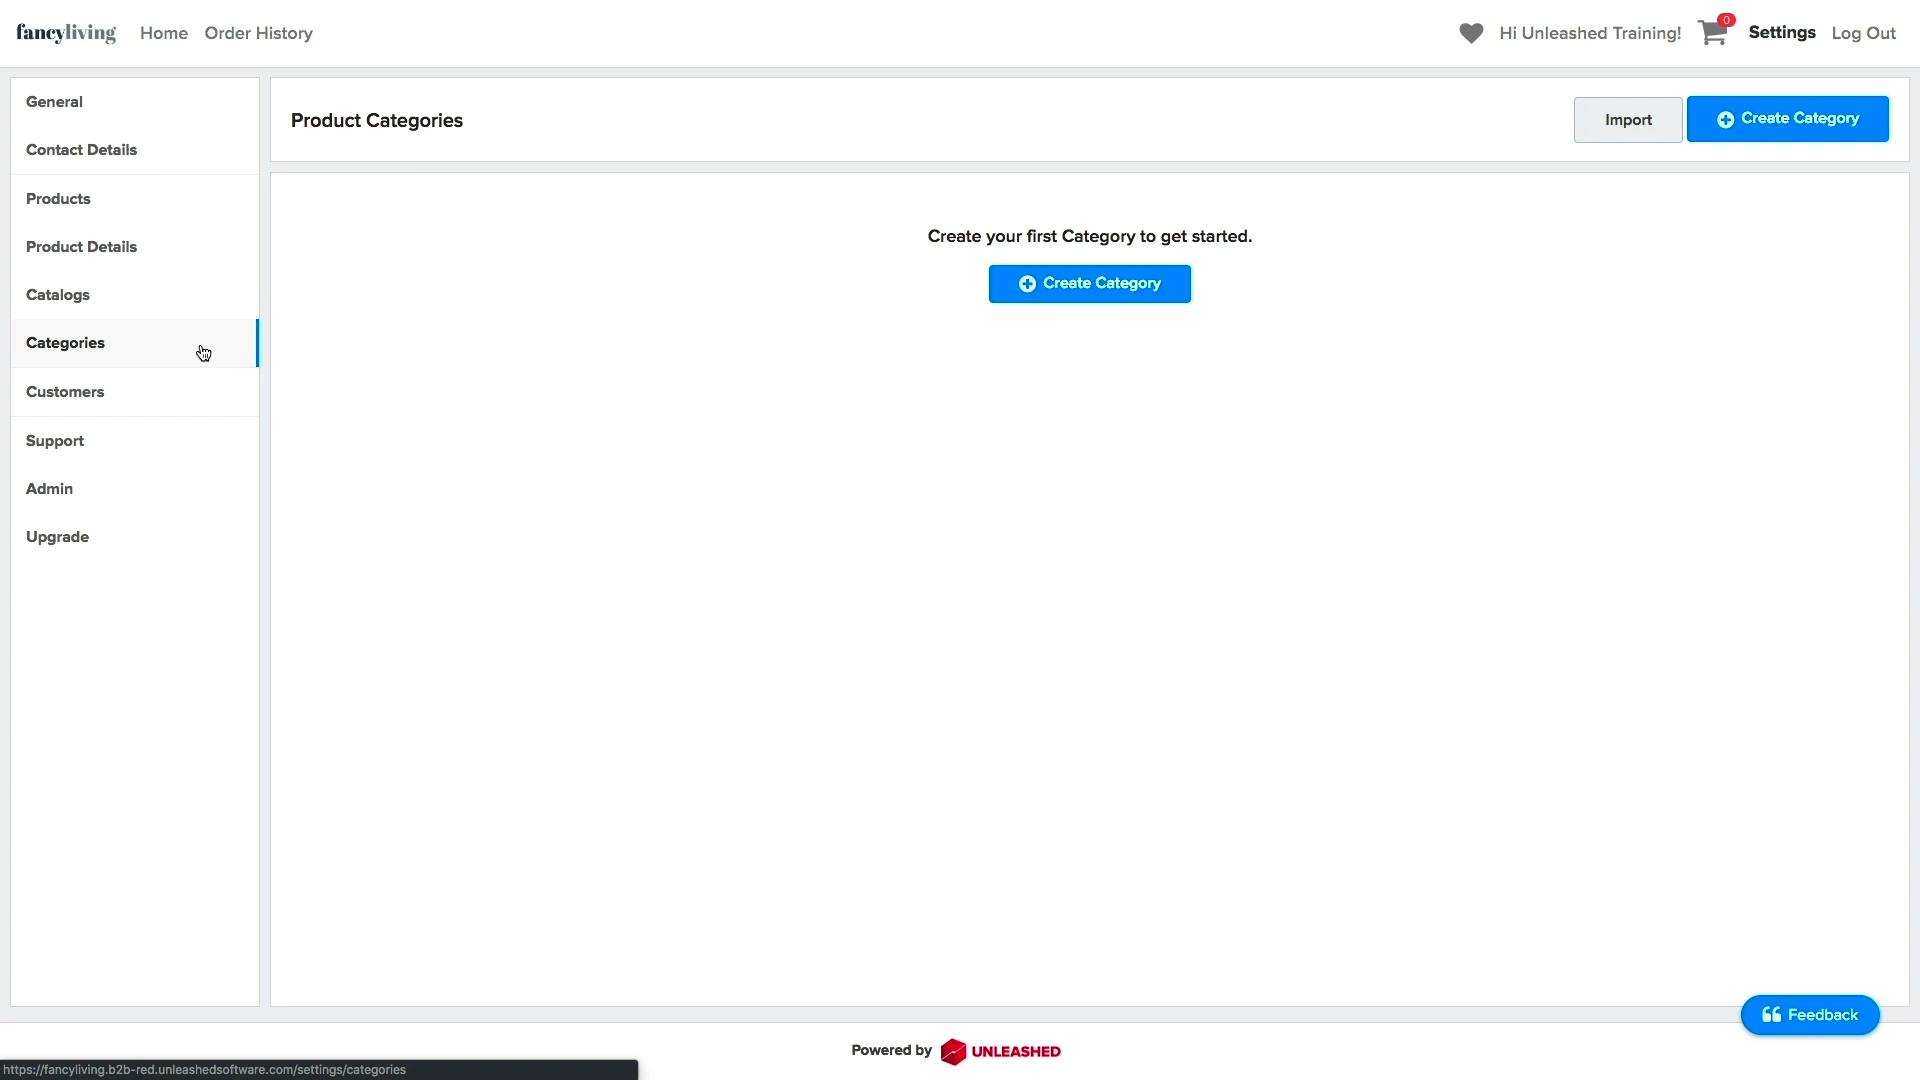 fancyliving Home Order History Hi Unleashed Training! 0 Settings Log Out
General
Contact Details
Products
Product Details
Catalogs
Categories
Customers
Support
Admin
Upgrade
Product Categories
Import
Create Category
Create your first Category to get started.
Create Category
Feedback
Powered by UNLEASHED
https://fancyliving.b2b-red.unleashedsoftware.com/settings/categories